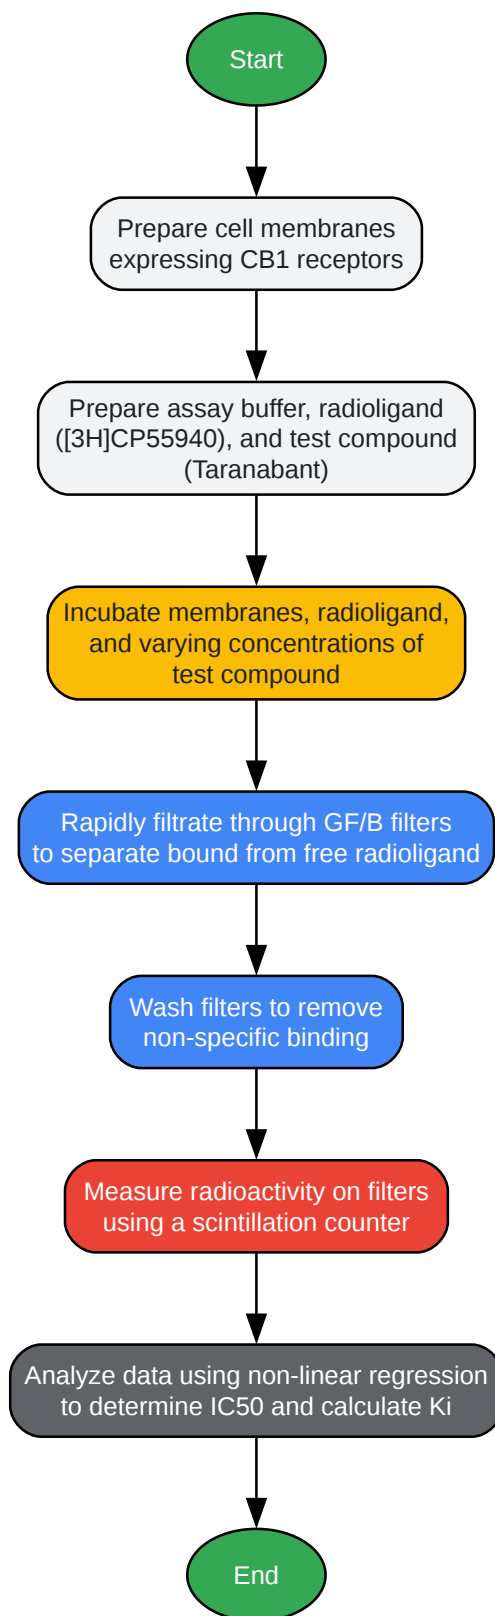 Start
Prepare cell membranes
expressing CB1 receptors
Prepare assay buffer, radioligand
([3H]CP55940), and test compound
(Taranabant)
Incubate membranes, radioligand,
and varying concentrations of
test compound
Rapidly filtrate through GF/B filters
to separate bound from free radioligand
Wash filters to remove
non-specific binding
Measure radioactivity on filters
using a scintillation counter
Analyze data using non-linear regression
to determine IC50 and calculate Ki
End